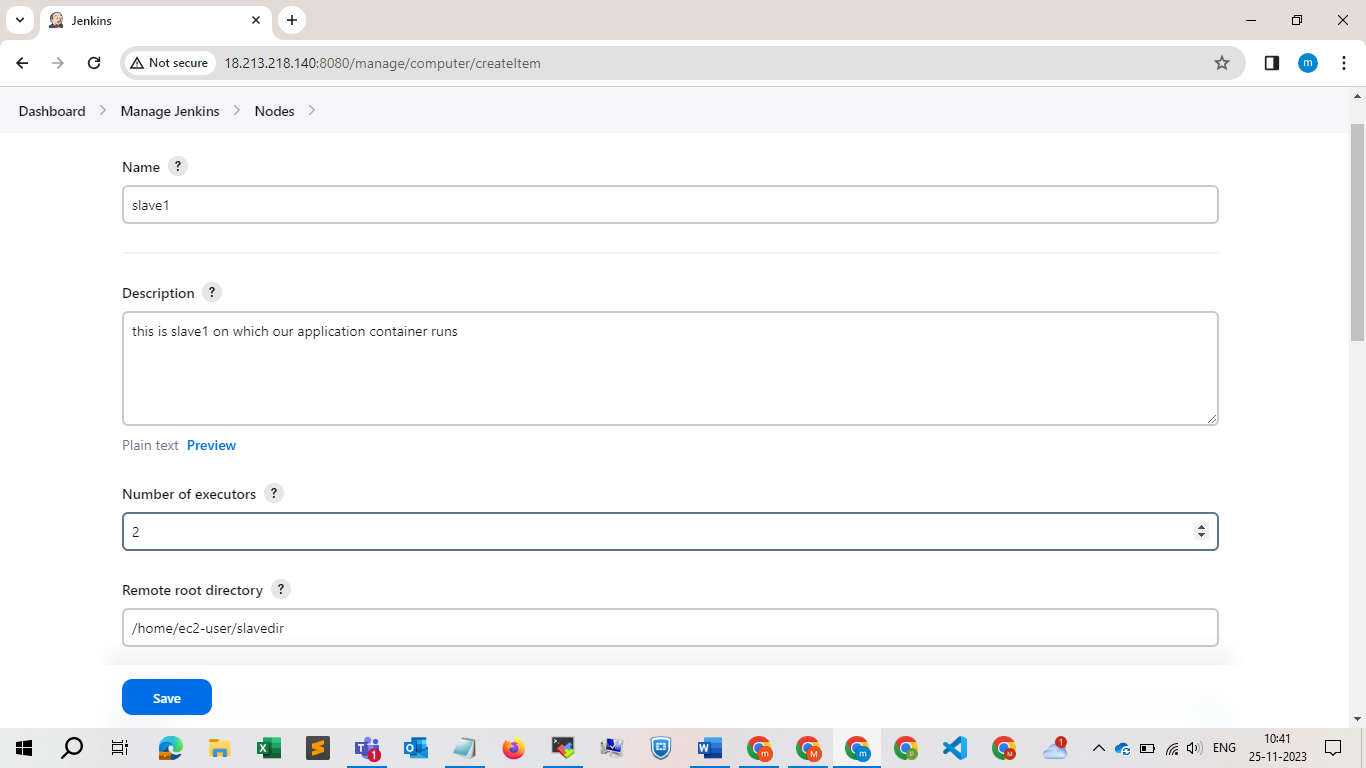 Jenkins
Not secure 18.213.218.140:8080/manage/computer/createItem
m
Dashboard Manage Jenkins Nodes
Name ?
slave1
Description ?
this is slave1 on which our application container runs
Plain text Preview
Number of executors ?
2
Remote root directory ?
/home/ec2-user/slavedir
Save
1
1
ENG
10:41
25-11-2023